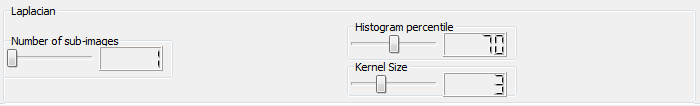 Laplacian
Number of sub-images
1
Histogram percentile
70
Kernel Size
3